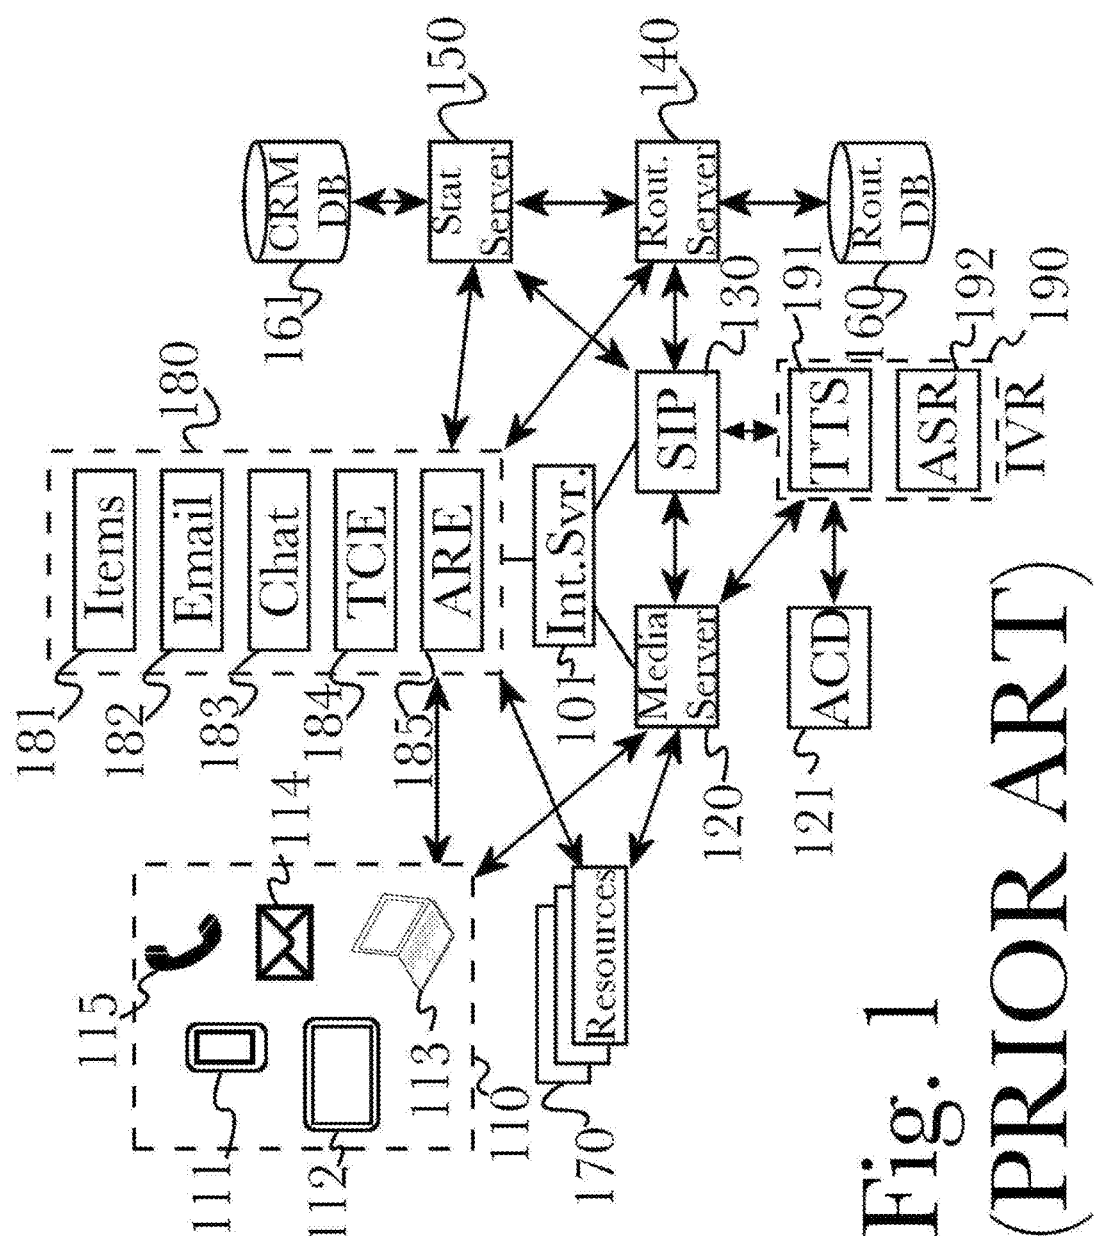 115
114
111
112
113
110
170
Resources
181
Items
182
Email
183
Chat
184
TCE
185
ARE
180
101
Int.Svr.
120
Media
Server
130
SIP
121
ACD
191
TTS
192
ASR
190
IVR
161
CRM
DB
150
Stat
Server
140
Rout.
Server
160
Rout.
DB
Fig. 1
(PRIOR ART)